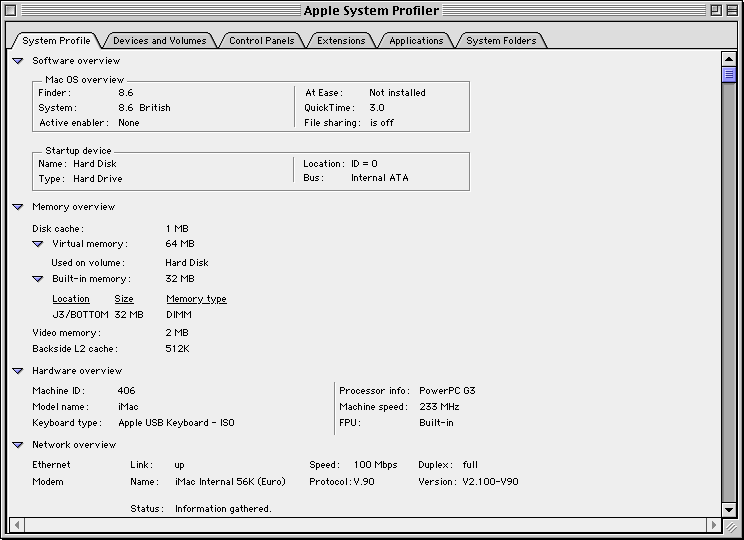 Apple System Profiler
System Profile Devices and Volumes Control Panels Extensions Applications System Folders
Software overview
Mac OS overview
Finder: 8.6 At Ease: Not installed
System: 8.6 British QuickTime: 3.0
Active enabler: None File sharing: is off
Startup device
Name: Hard Disk Location: ID = 0
Type: Hard Drive Bus: Internal ATA
Memory overview
Disk cache: 1 MB
Virtual memory: 64 MB
Used on volume: Hard Disk
Built-in memory: 32 MB
Location Size Memory type
J3/BOTTOM 32 MB DIMM
Video memory: 2 MB
Backside L2 cache: 512K
Hardware overview
Machine ID: 406 Processor info: PowerPC G3
Model name: iMac Machine speed: 233 MHz
Keyboard type: Apple USB Keyboard - ISO FPU: Built-in
Network overview
Ethernet Link: up Speed: 100 Mbps Duplex: full
Modem Name: iMac Internal 56K (Euro) Protocol: V.90 Version: V2.100-V90
Status: Information gathered.